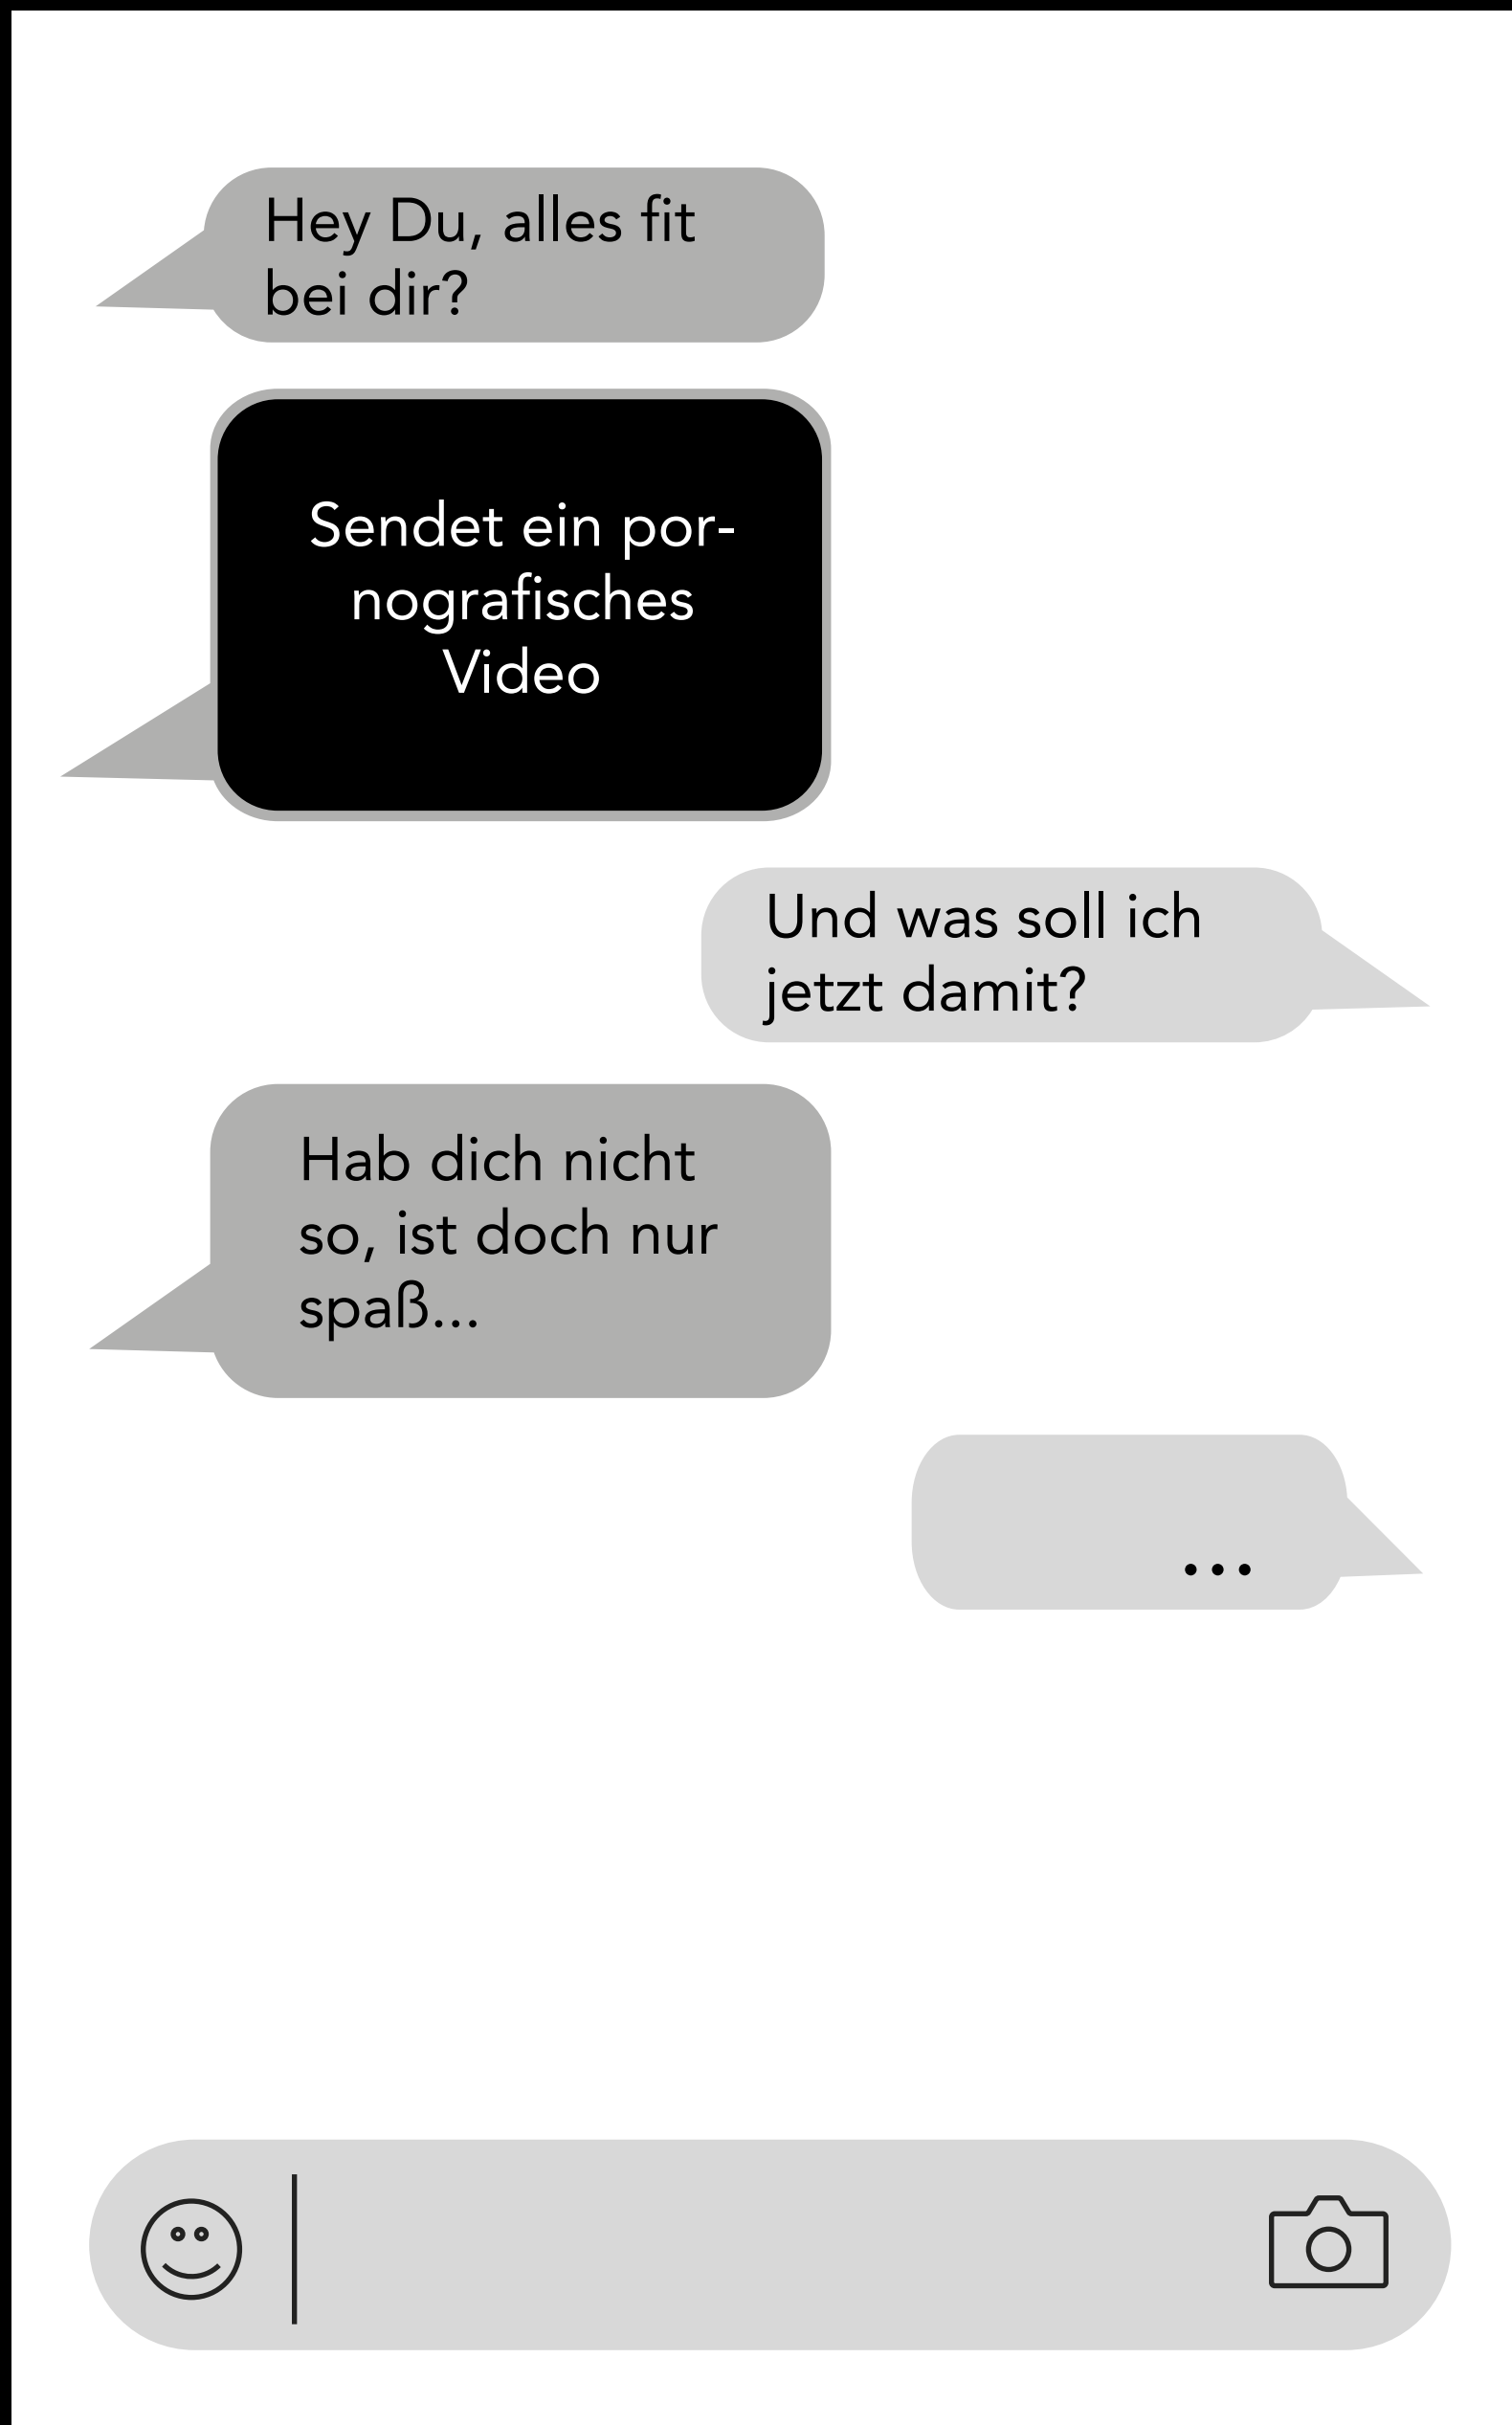 Hey Du, alles fit
bei dir?
Sendet ein por-
nografisches
Video
Und was soll ich
jetzt damit?
Hab dich nicht
so, ist doch nur
spaß...
...